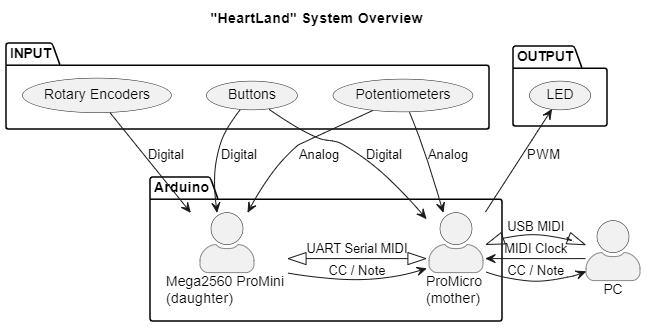 "HeartLand" System Overview
INPUT
OUTPUT
Rotary Encoders
Buttons
Potentiometers
LED
Digital
Digital
Analog
Digital
Analog
PWM
Arduino
USB MIDI
UART Serial MIDI
MIDI Clock
CC / Note
CC / Note
Mega2560 ProMini
(daughter)
ProMicro
(mother)
PC